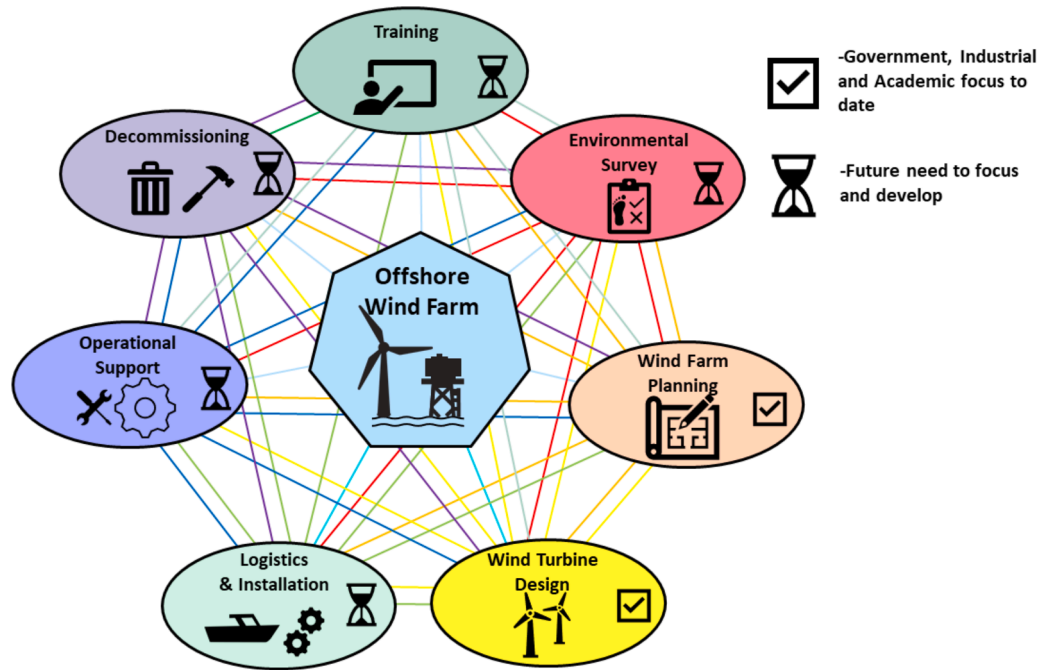 Training
-Government, Industrial
and Academic focus to
date
Decommissioning
Environmental
Survey
-Future need to focus
and develop
Offshore
Wind Farm
Operational
Support
Wind Farm
Planning
Logistics
& Installation
Wind Turbine
Design